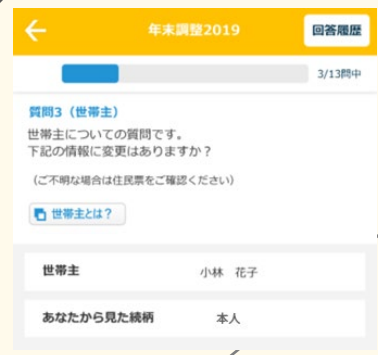 年末調整2019
回答履歴
3/13問中
質問3（世帯主）
世帯主についての質問です。
下記の情報に変更はありますか？
（ご不明な場合は住民票をご確認ください）
世帯主とは？
世帯主 小林 花子
あなたから見た続柄 本人